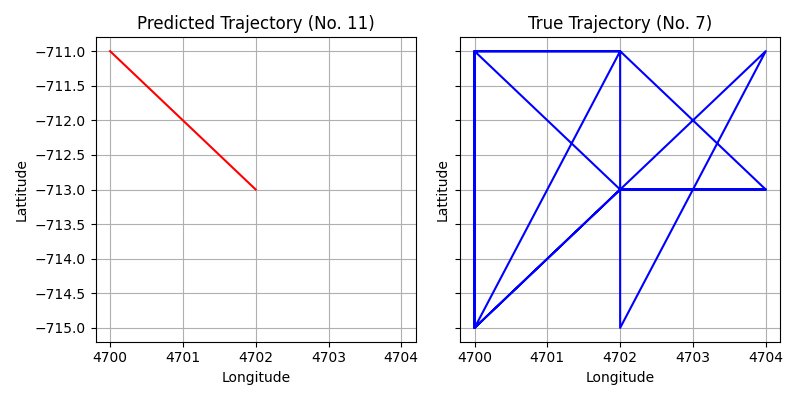 Predicted Trajectory (No. 11)
True Trajectory (No. 7)
−711.0
−711.5
−712.0
−712.5
−713.0
−713.5
−714.0
−714.5
−715.0
Lattitude
Lattitude
4700 4701 4702 4703 4704
4700 4701 4702 4703 4704
Longitude
Longitude